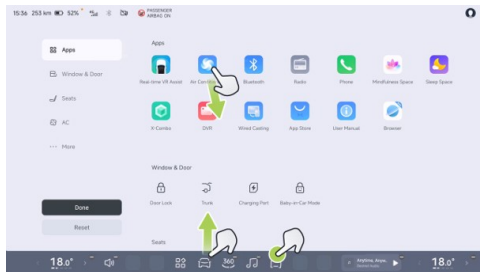 15:36 253 km 52% PASSENGER
AIRBAG ON
Apps
Apps
Window & Door
Seats
AC
More
Done
Reset
Real-time VR Assist
Bluetooth
Radio
Phone
Mindfulness Space
Sleep Space
X-Combo
DVR
Wired Casting
App Store
User Manual
Browser
Window & Door
Door Lock
Trunk
Charging Port
Baby-in-Car Mode
Seats
18.0°
360°
Anytime, Anyw
18.0°